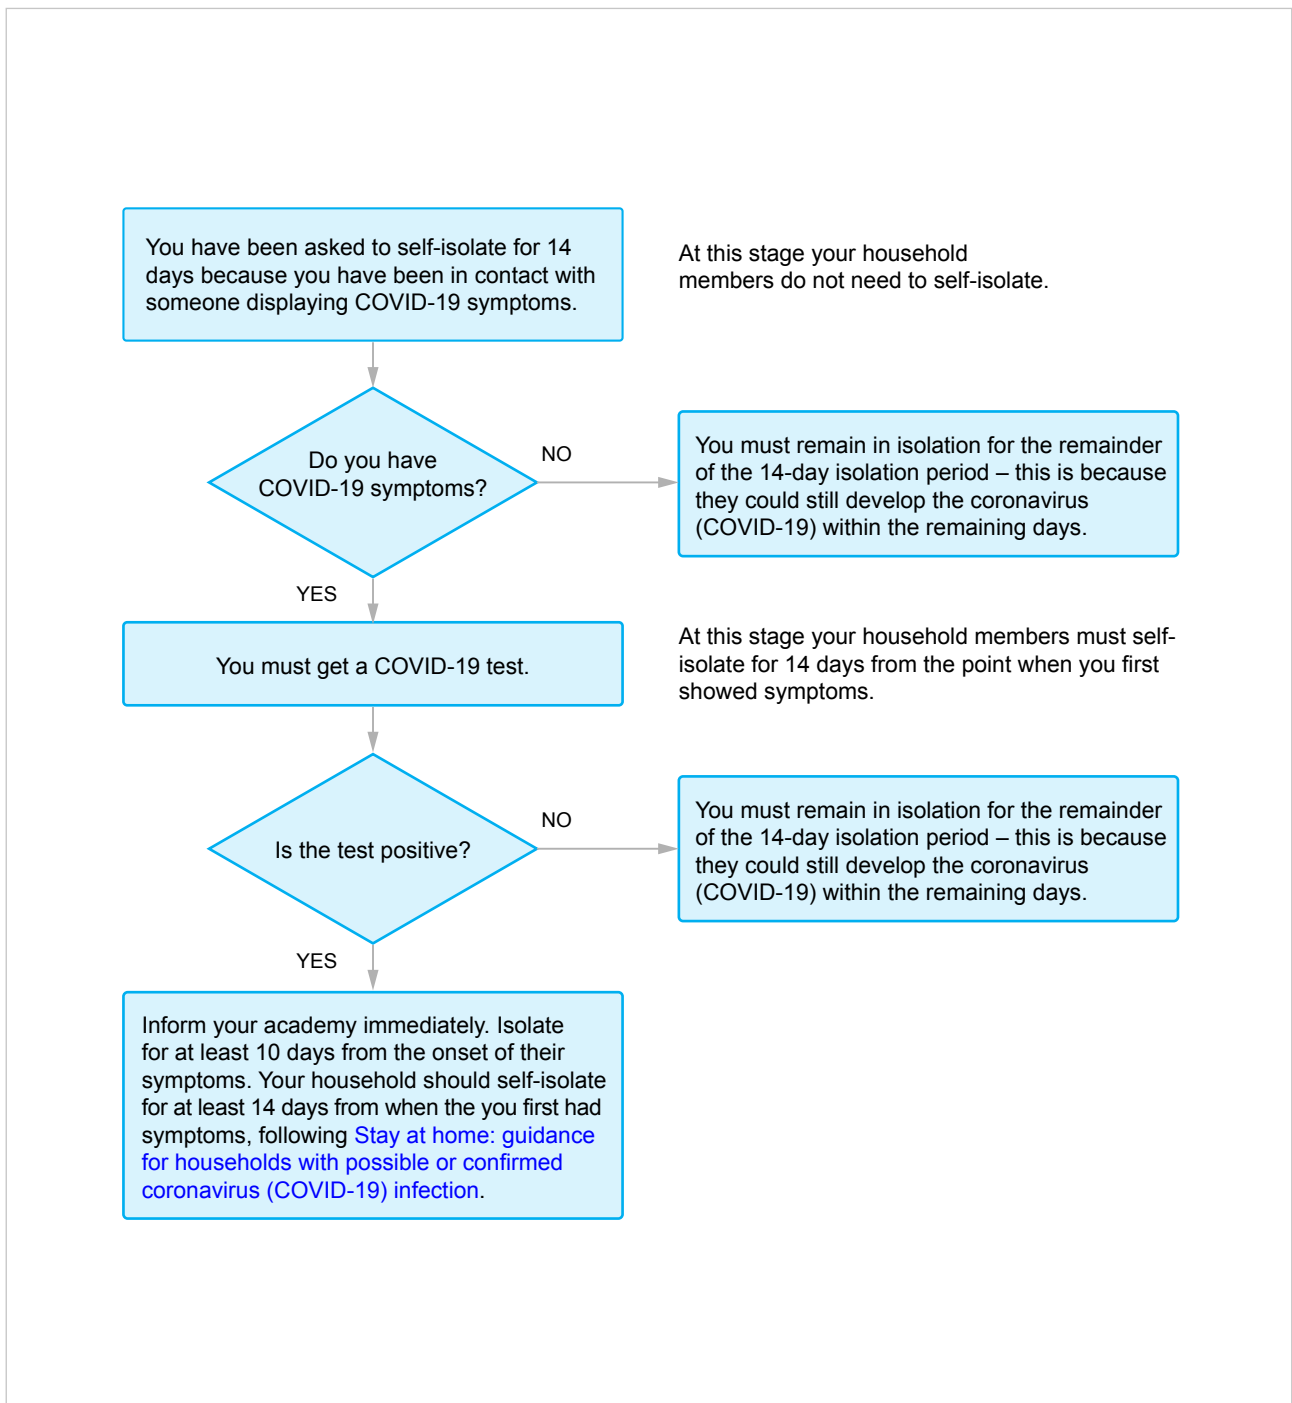 You have been asked to self-isolate for 14
days because you have been in contact with
someone displaying COVID-19 symptoms.
At this stage your household
members do not need to self-isolate.
Do you have
COVID-19 symptoms?
NO
You must remain in isolation for the remainder
of the 14-day isolation period – this is because
they could still develop the coronavirus
(COVID-19) within the remaining days.
YES
You must get a COVID-19 test.
At this stage your household members must self-
isolate for 14 days from the point when you first
showed symptoms.
Is the test positive?
NO
You must remain in isolation for the remainder
of the 14-day isolation period – this is because
they could still develop the coronavirus
(COVID-19) within the remaining days.
YES
Inform your academy immediately. Isolate
for at least 10 days from the onset of their
symptoms. Your household should self-isolate
for at least 14 days from when the you first had
symptoms, following Stay at home: guidance
for households with possible or confirmed
coronavirus (COVID-19) infection.